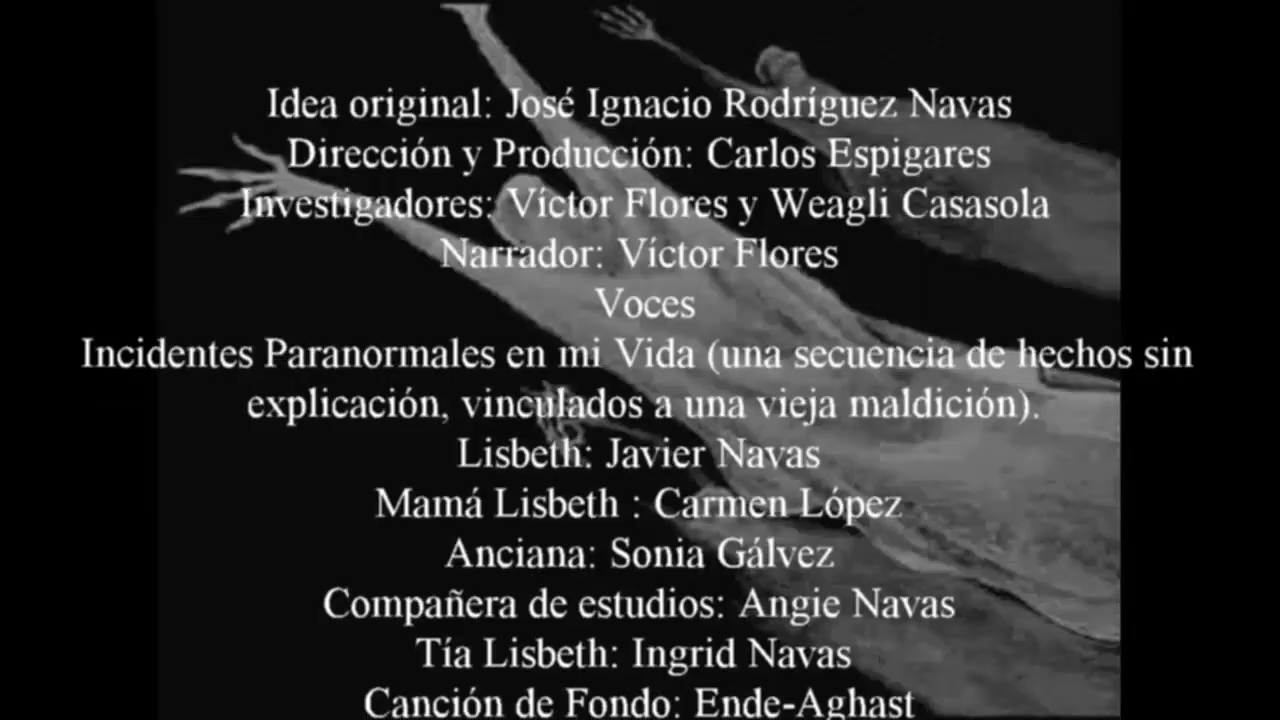 Idea original: José Ignacio Rodríguez Navas
Dirección y Producción: Carlos Espigares
Investigadores: Víctor Flores y Weagli Casasola
Narrador: Víctor Flores
Voces
Incidentes Paranormales en mi Vida (una secuencia de hechos sin
explicación, vinculados a una vieja maldición).
Lisbeth: Javier Navas
Mamá Lisbeth : Carmen López
Anciana: Sonia Gálvez
Compañera de estudios: Angie Navas
Tía Lisbeth: Ingrid Navas
Canción de Fondo: Ende-Aghast